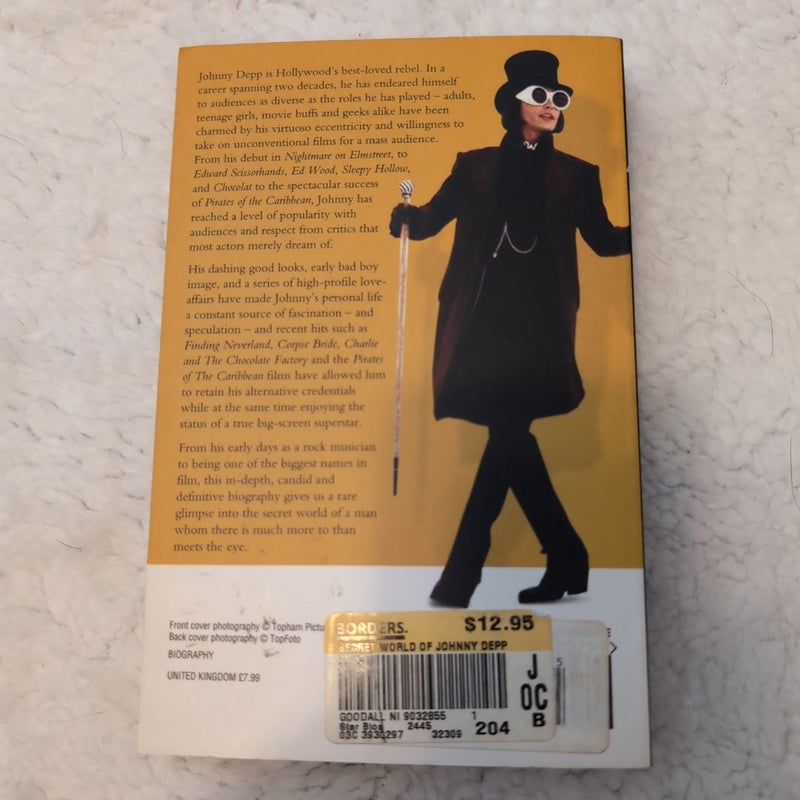 Johnny Depp is Hollywood's best-loved rebel. In a
career spanning two decades, he has endeared himself
to audiences as diverse as the roles he has played – adults,
teenage girls, movie buffs and geeks alike have been
charmed by his virtuoso eccentricity and willingness to
take on unconventional films for a mass audience.
From his debut in Nightmare on Elmstreet, to
Edward Scissorhands, Ed Wood, Sleepy Hollow,
and Chocolat to the spectacular success
of Pirates of the Caribbean, Johnny has
reached a level of popularity with
audiences and respect from critics that
most actors merely dream of.
His dashing good looks, early bad boy
image, and a series of high-profile love-
affairs have made Johnny's personal life
a constant source of fascination – and
speculation – and recent hits such as
Finding Neverland, Corpse Bride, Charlie
and The Chocolate Factory and the Pirates
of The Caribbean films have allowed him
to retain his alternative credentials
while at the same time enjoying the
status of a true big-screen superstar.
From his early days as a rock musician
to being one of the biggest names in
film, this in-depth, candid and
definitive biography gives us a rare
glimpse into the secret world of a man
whom there is much more to than
meets the eye.
Front cover photography © Topham Pictu
Back cover photography © TopFoto
BIOGRAPHY
UNITED KINGDOM £7.99
BORDERS. $12.95
SECRET WORLD OF JOHNNY DEPP
J
OC
B
GOODALL NI 9032855 1
Star Biog 2445 204
03C 3930297 32309
5
E